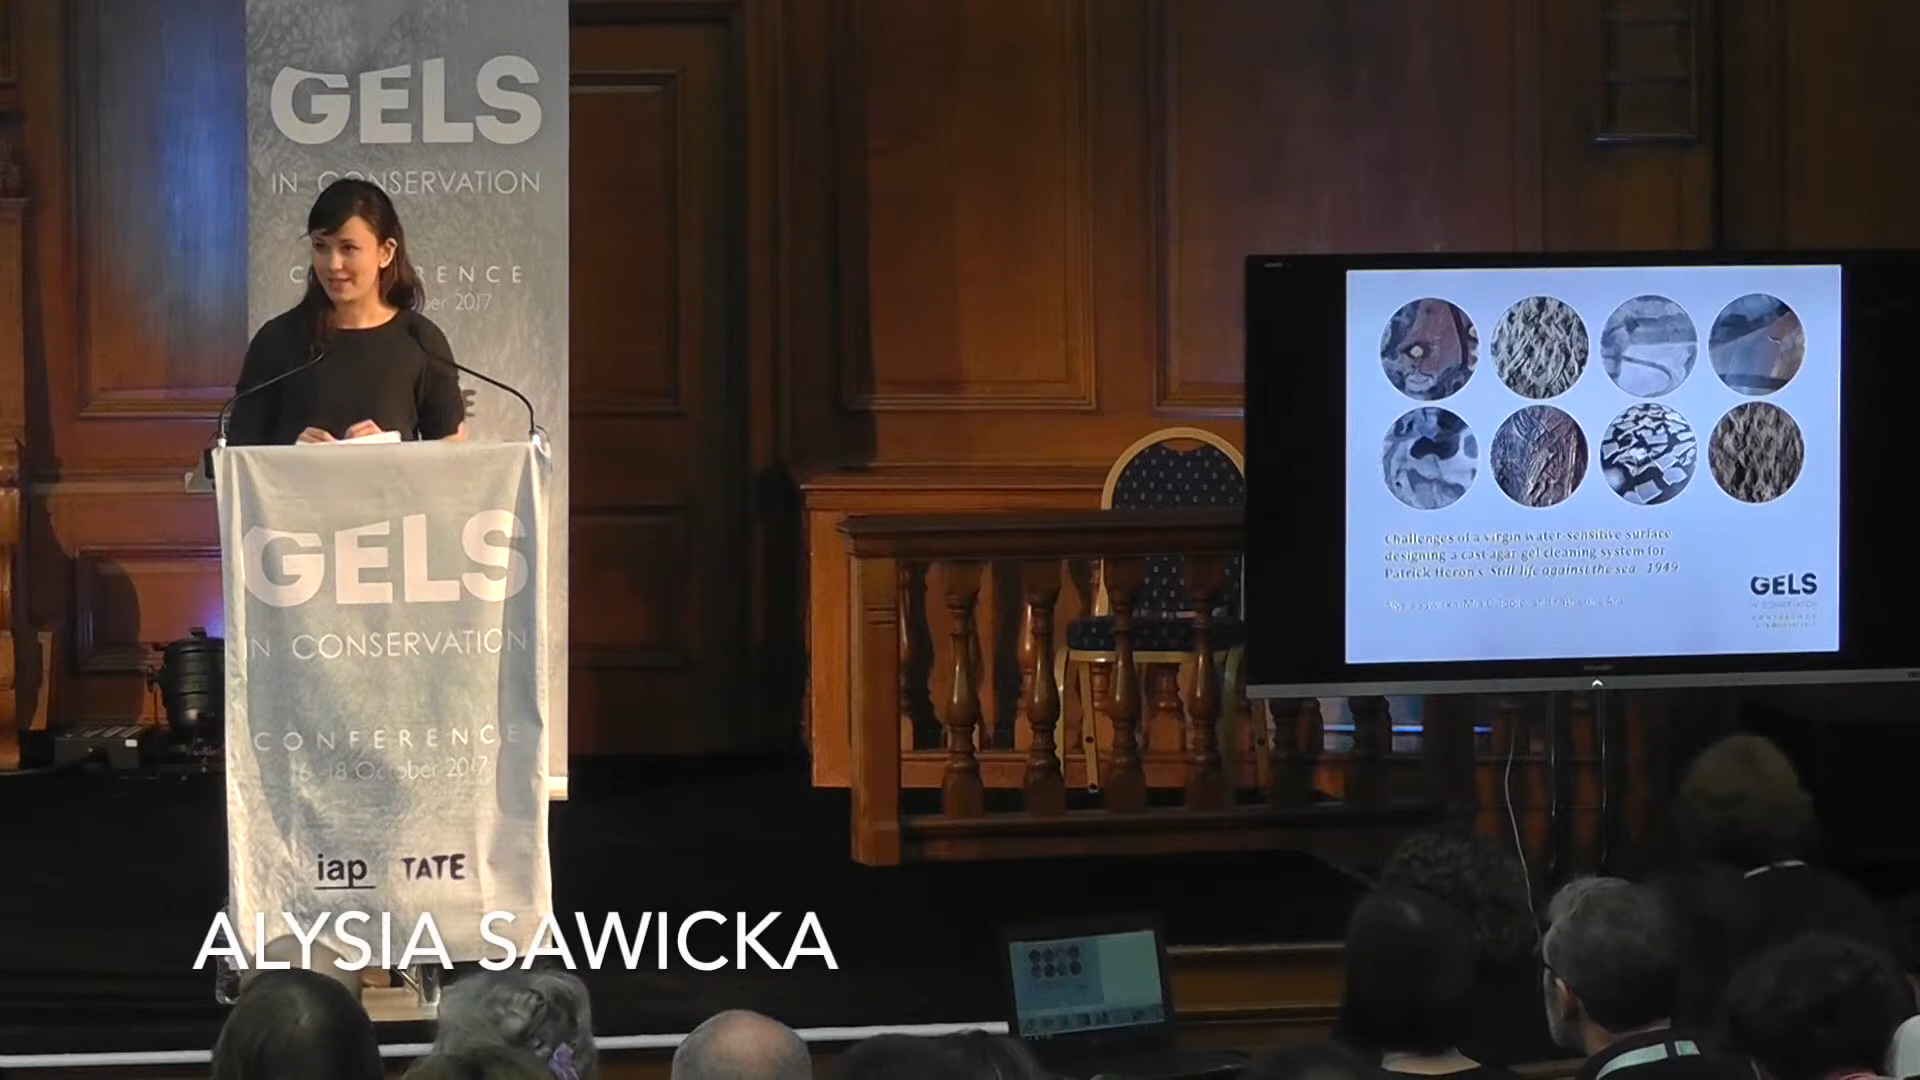 GELS
IN CONSERVATION
2017
GELS
IN CONSERVATION
CONFERENCE
16-18 October 2017
iap TATE
ALYSIA SAWICKA
Challenges of a virgin water-sensitive surface
designing a cast agar gel cleaning system for
Patrick Heron's Still life against the sea 1949
GELS
IN CONSERVATION
CONFERENCE